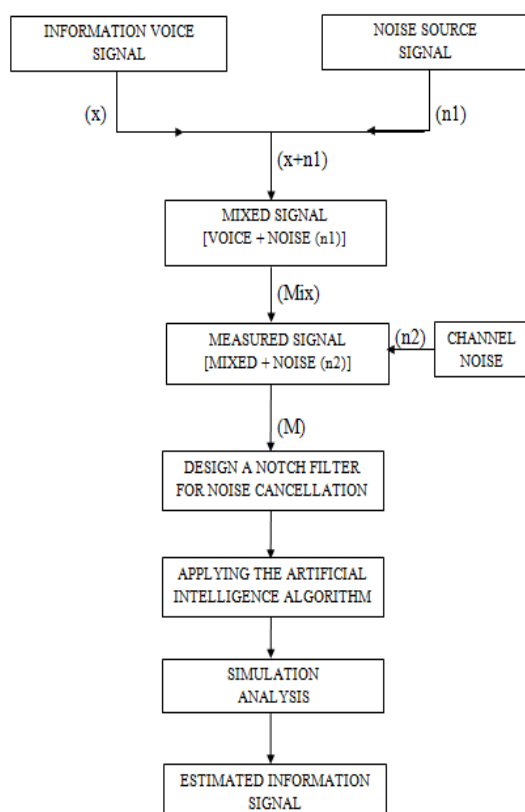 INFORMATION VOICE
SIGNAL
NOISE SOURCE
SIGNAL
(x)
(n1)
(x+n1)
MIXED SIGNAL
[VOICE + NOISE (n1)]
(Mix)
MEASURED SIGNAL
[MIXED + NOISE (n2)]
(n2)
CHANNEL
NOISE
(M)
DESIGN A NOTCH FILTER
FOR NOISE CANCELLATION
APPLYING THE ARTIFICIAL
INTELLIGENCE ALGORITHM
SIMULATION
ANALYSIS
ESTIMATED INFORMATION
SIGNAL